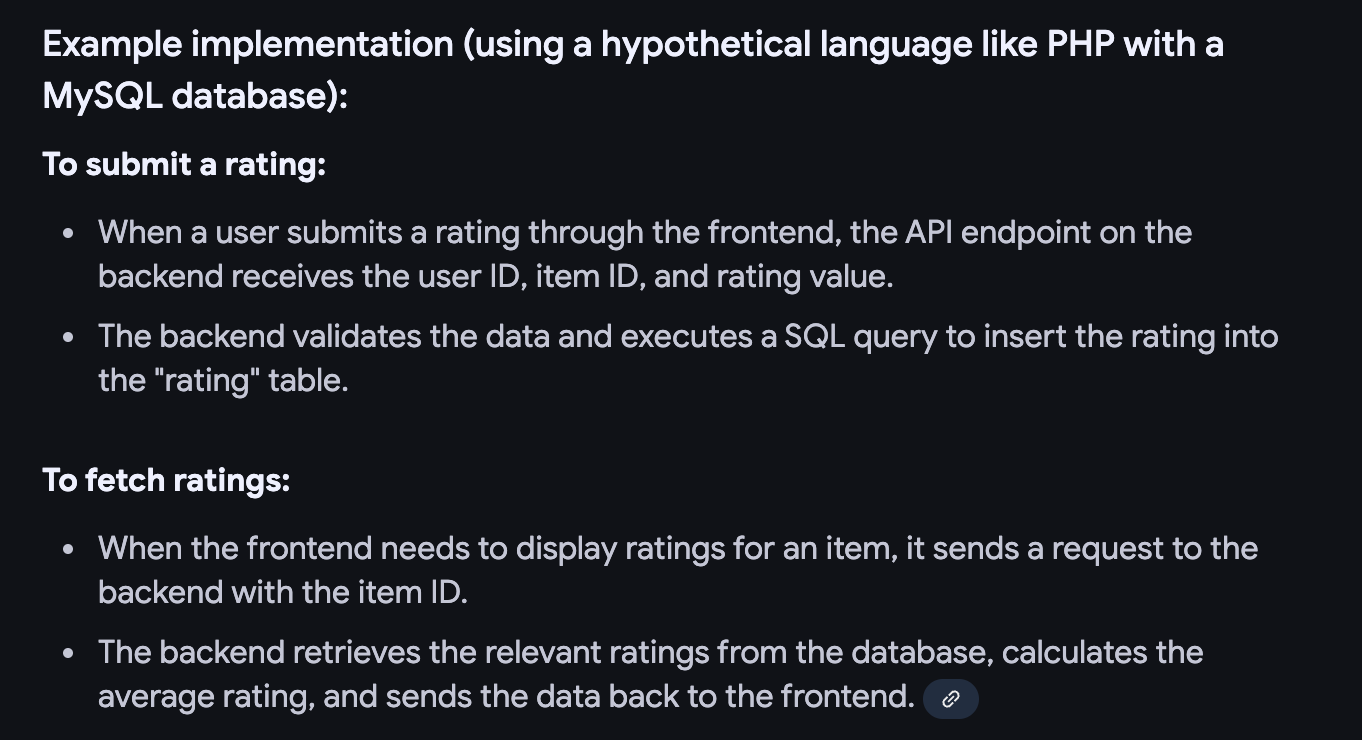 Example implementation (using a hypothetical language like PHP with a
MySQL database):
To submit a rating:
• When a user submits a rating through the frontend, the API endpoint on the
backend receives the user ID, item ID, and rating value.
• The backend validates the data and executes a SQL query to insert the rating into
the "rating" table.
To fetch ratings:
• When the frontend needs to display ratings for an item, it sends a request to the
backend with the item ID.
• The backend retrieves the relevant ratings from the database, calculates the
average rating, and sends the data back to the frontend.